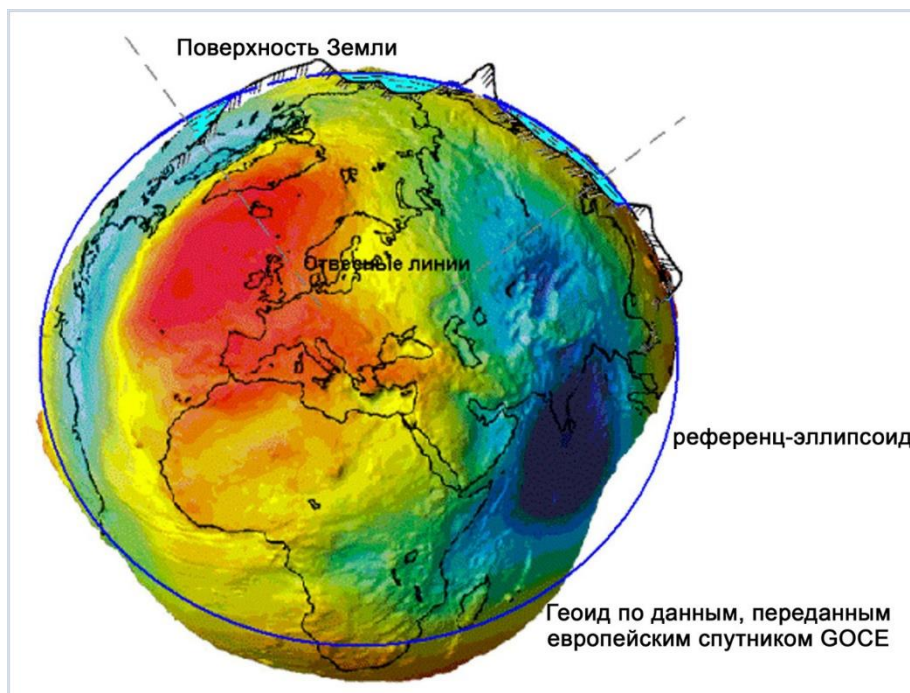 Поверхность Земли
Отвесные линии
референц-эллипсоид
Геоид по данным, переданным
европейским спутником GOCE